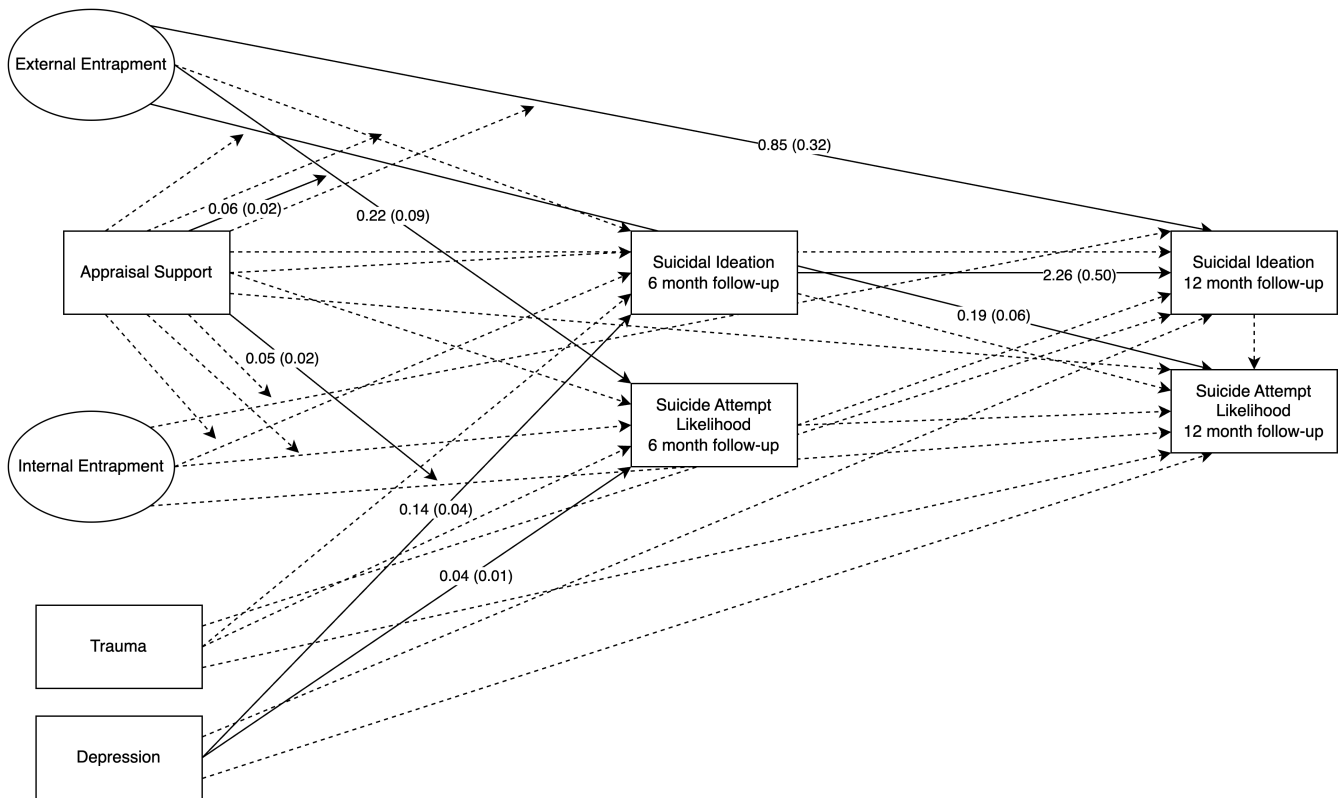 External Entrapment
0.85 (0.32)
0.06 (0.02)
0.22 (0.09)
Appraisal Support
Suicidal Ideation
6 month follow-up
Suicidal Ideation
12 month follow-up
2.26 (0.50)
0.19 (0.06)
0.05 (0.02)
Suicide Attempt
Likelihood
6 month follow-up
Suicide Attempt
Likelihood
12 month follow-up
Internal Entrapment
0.14 (0.04)
0.04 (0.01)
Trauma
Depression